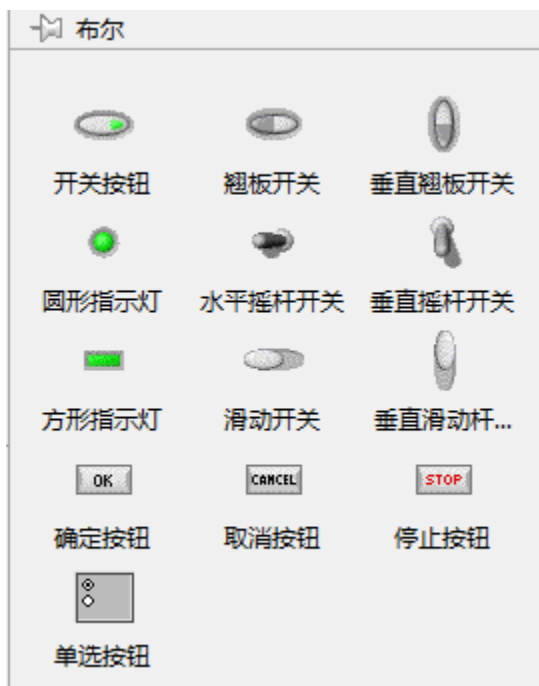 布尔
开关按钮 翘板开关 垂直翘板开关
圆形指示灯 水平摇杆开关 垂直摇杆开关
方形指示灯 滑动开关 垂直滑动杆...
OK CANCEL STOP
确定按钮 取消按钮 停止按钮
单选按钮